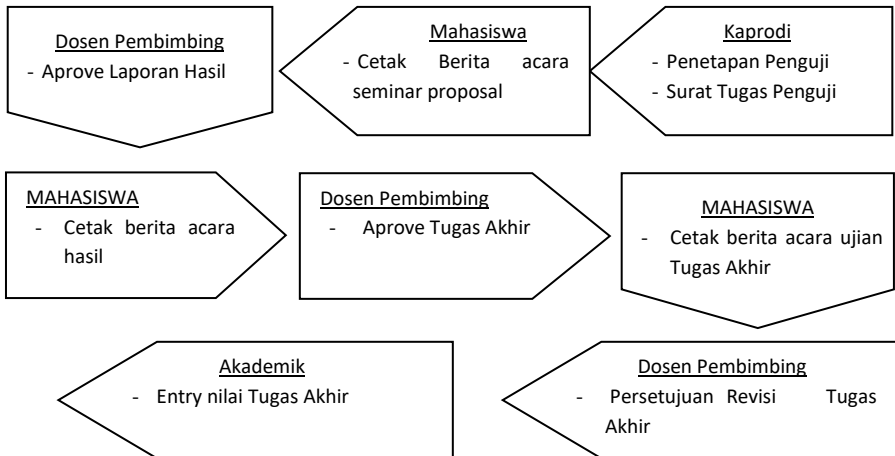 Dosen Pembimbing
- Aprove Laporan Hasil
Mahasiswa
- Cetak Berita acara
seminar proposal
Kaprodi
- Penetapan Penguji
- Surat Tugas Penguji
MAHASISWA
- Cetak berita acara
hasil
Dosen Pembimbing
- Aprove Tugas Akhir
MAHASISWA
- Cetak berita acara ujian
Tugas Akhir
Akademik
- Entry nilai Tugas Akhir
Dosen Pembimbing
- Persetujuan Revisi Tugas
Akhir